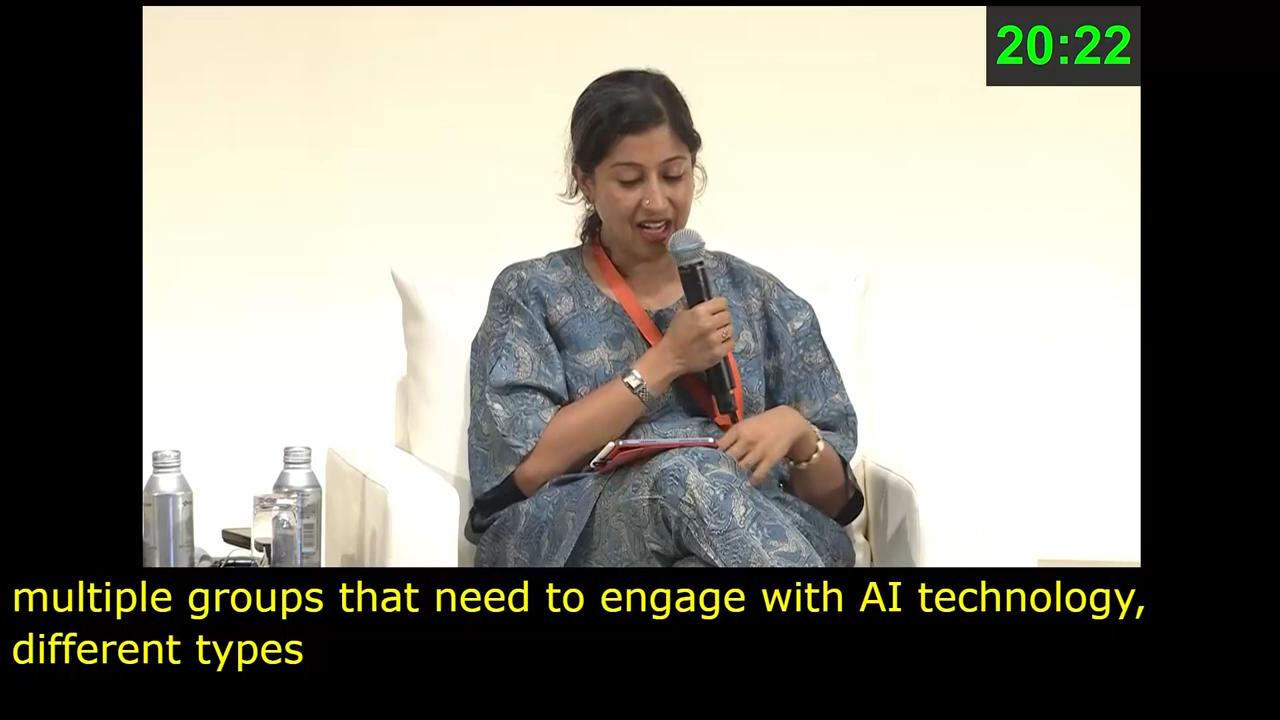 20:22
multiple groups that need to engage with AI technology,
different types